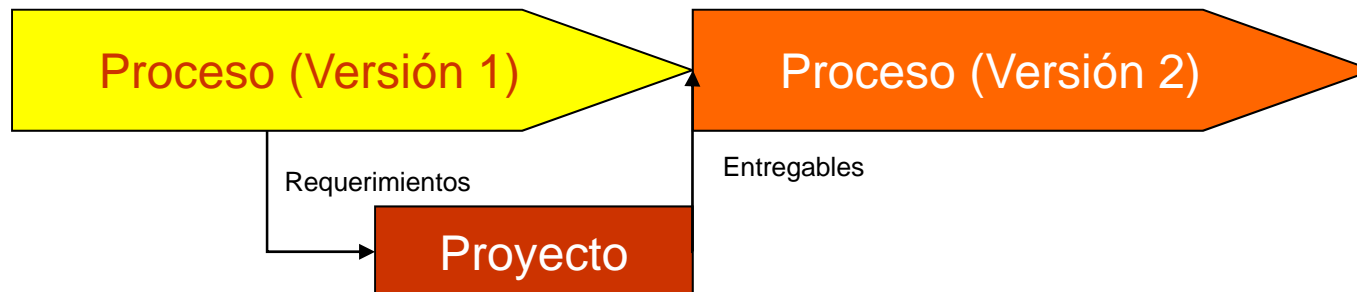 Proceso (Versión 1)
Proceso (Versión 2)
Requerimientos
Entregables
Proyecto